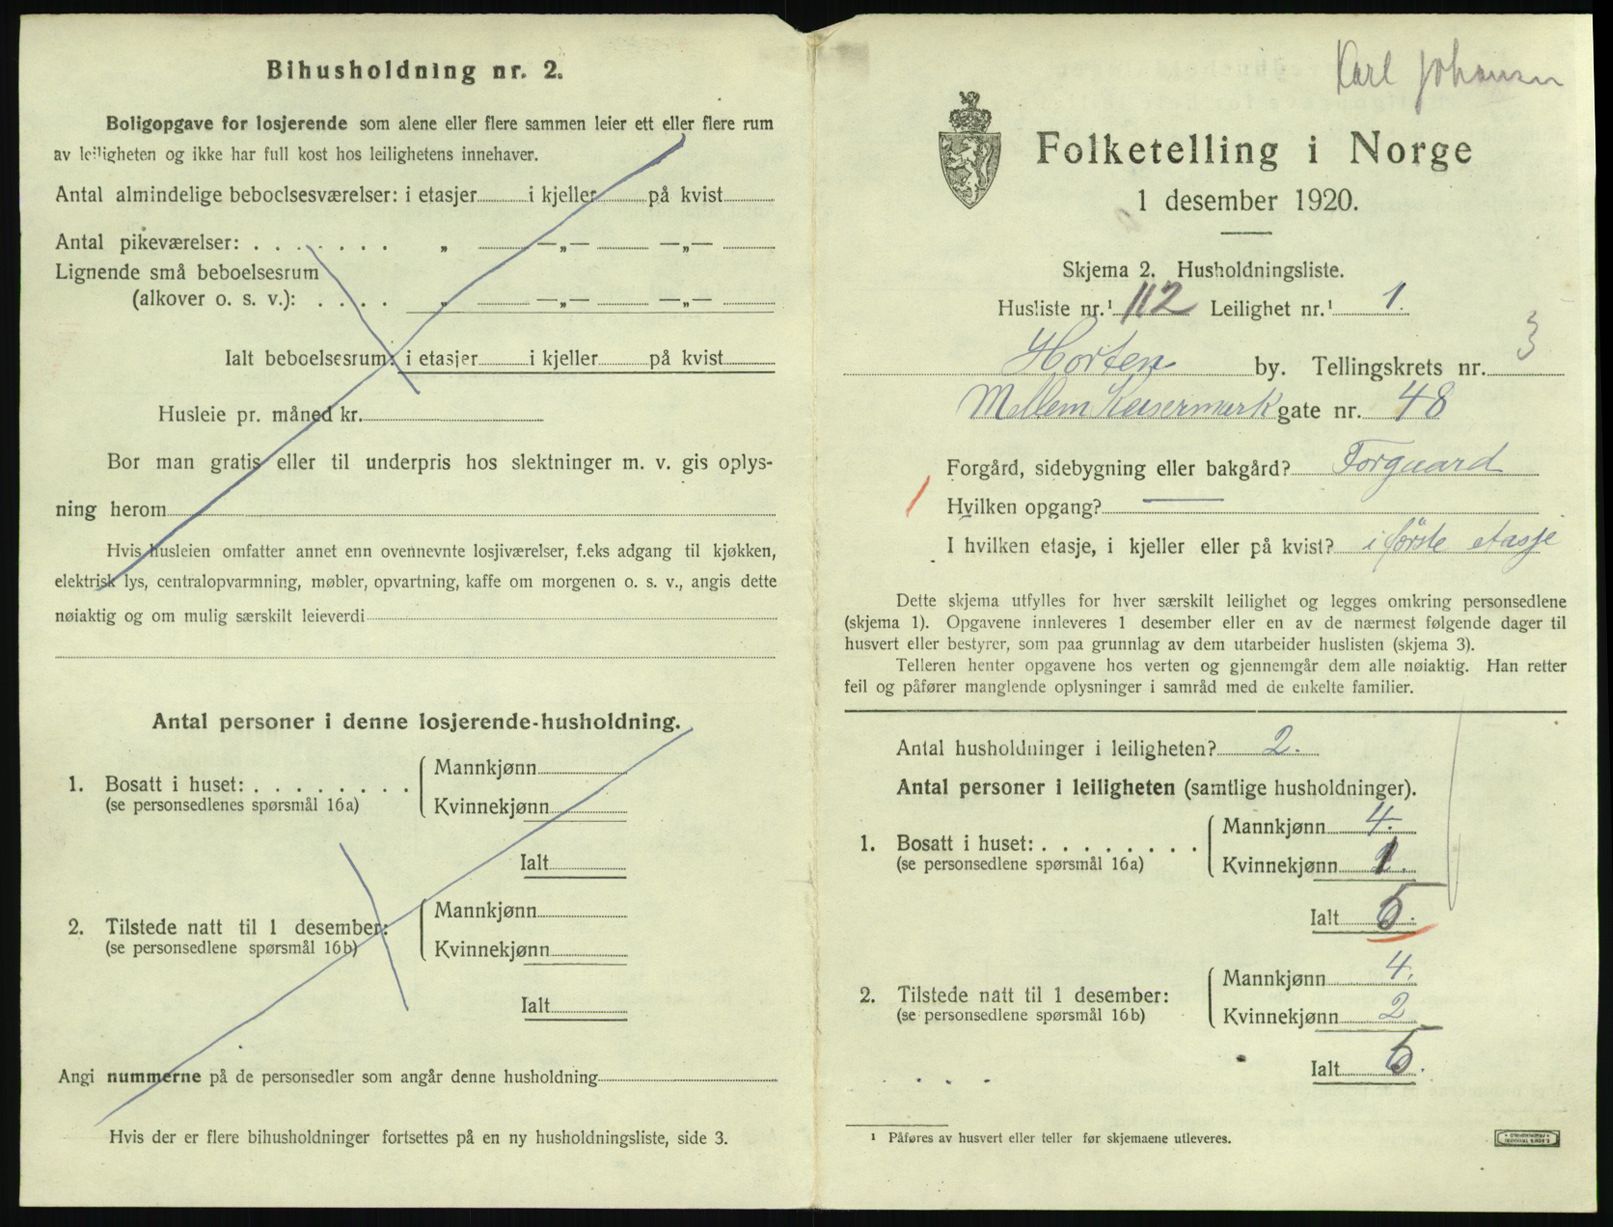 Bihusholdning nr. 2.
Boligopgave for losjerende som alene eller flere sammen leier ett eller flere rum
av leiligheten og ikke har full kost hos leilighetens innehaver.
Antal almindelige beboelsesværelser: i etasjer i kjeller på kvist
Antal pikeværelser: . . . . . . . „ —„— —„—
Lignende små beboelsesrum
(alkover o. s. v.): . . . . „ —„— —„—
Ialt beboelsesrum: i etasjer i kjeller på kvist
Husleie pr. måned kr.
Bor man gratis eller til underpris hos slektninger m. v. gis oplys-
ning herom
Hvis husleien omfatter annet enn ovennevnte losjiværelser, f.eks adgang til kjøkken,
elektrisk lys, centralopvarmning, møbler, opvartning, kaffe om morgenen o. s. v., angis dette
nøiaktig og om mulig særskilt leieverdi
Antal personer i denne losjerende-husholdning.
1. Bosatt i huset: . . . . . . . . Mannkjønn
(se personsedlenes spørsmål 16a) Kvinnekjønn
Ialt
2. Tilstede natt til 1 desember: Mannkjønn
(se personsedlene spørsmål 16b) Kvinnekjønn
Ialt
Angi nummerne på de personsedler som angår denne husholdning
Hvis der er flere bihusholdninger fortsettes på en ny husholdningsliste, side 3.
Karl Johansen
Folketelling i Norge
1 desember 1920.
Skjema 2. Husholdningsliste.
Husliste nr.¹ 112 Leilighet nr.¹ 1.
Horten by. Tellingskrets nr. 3
Mellem Keisermark gate nr. 48
Forgård, sidebygning eller bakgård? Forgaard
Hvilken opgang? —
I hvilken etasje, i kjeller eller på kvist? i første etasje
Dette skjema utfylles for hver særskilt leilighet og legges omkring personsedlene
(skjema 1). Opgavene innleveres 1 desember eller en av de nærmest følgende dager til
husvert eller bestyrer, som paa grunnlag av dem utarbeider huslisten (skjema 3).
Telleren henter opgavene hos verten og gjennemgår dem alle nøiaktig. Han retter
feil og påfører manglende oplysninger i samråd med de enkelte familier.
Antal husholdninger i leiligheten? 2.
Antal personer i leiligheten (samtlige husholdninger).
1. Bosatt i huset: . . . . . . . . Mannkjønn 4.
(se personsedlene spørsmål 16a) Kvinnekjønn 1.
Ialt 5.
2. Tilstede natt til 1 desember: Mannkjønn 4.
(se personsedlene spørsmål 16b) Kvinnekjønn 2
Ialt 6.
¹ Påføres av husvert eller teller før skjemaene utleveres.